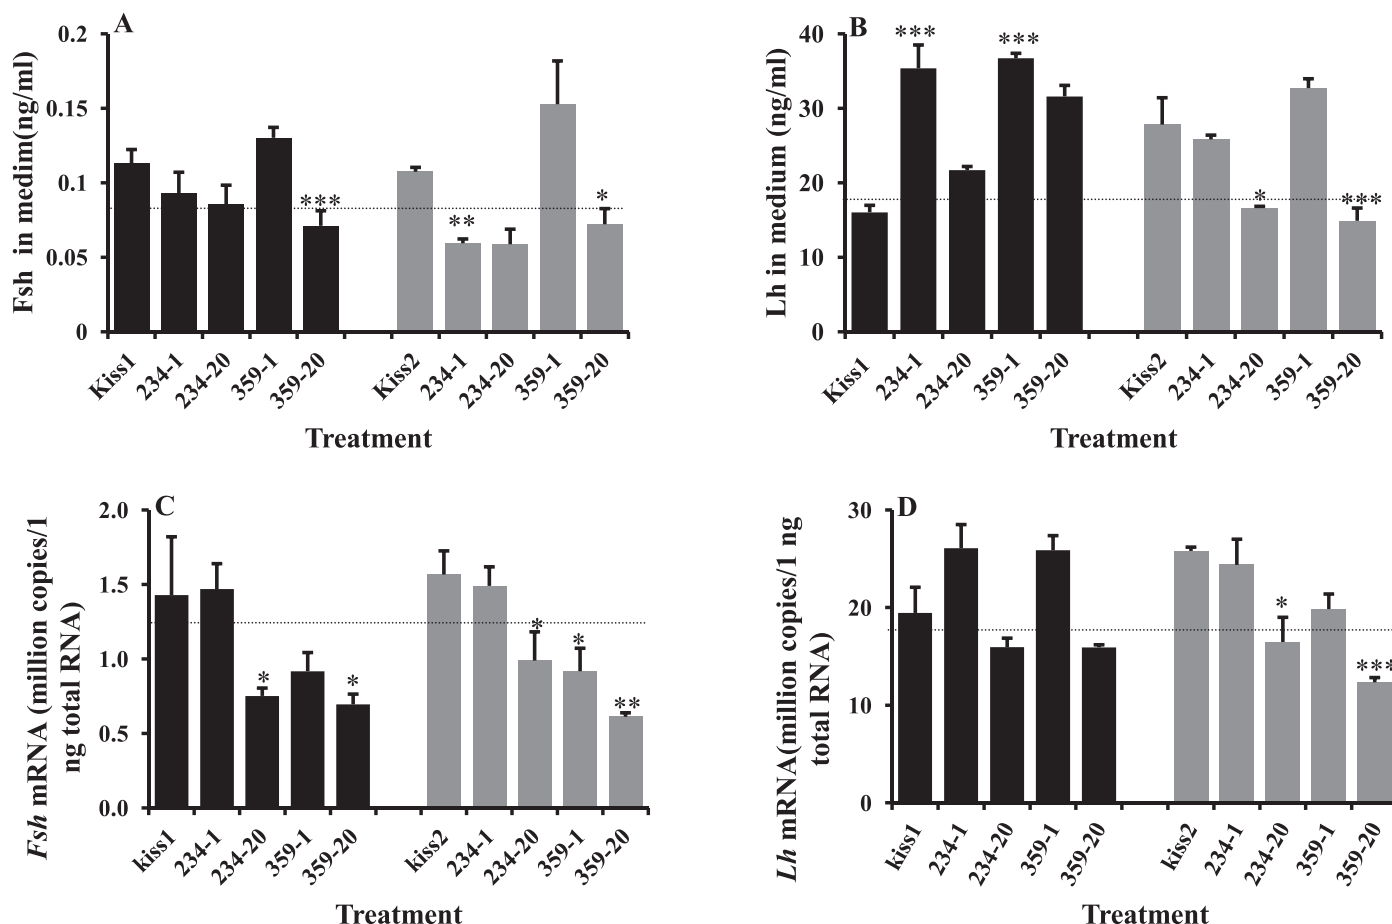 A
Fsh in medim(ng/ml)
0.2
0.15
0.1
0.05
0
***
**
*
Kiss1
234-1
234-20
359-1
359-20
Kiss2
234-1
234-20
359-1
359-20
Treatment
B
Lh in medium (ng/ml)
40
30
20
10
0
***
***
*
***
Kiss1
234-1
234-20
359-1
359-20
Kiss2
234-1
234-20
359-1
359-20
Treatment
C
Fsh mRNA (million copies/1
ng total RNA)
2.0
1.5
1.0
0.5
0.0
*
*
*
*
**
kiss1
234-1
234-20
359-1
359-20
kiss2
234-1
234-20
359-1
359-20
Treatment
D
Lh mRNA(million copies/1 ng
total RNA)
30
20
10
0
*
***
kiss1
234-1
234-20
359-1
359-20
kiss2
234-1
234-20
359-1
359-20
Treatment